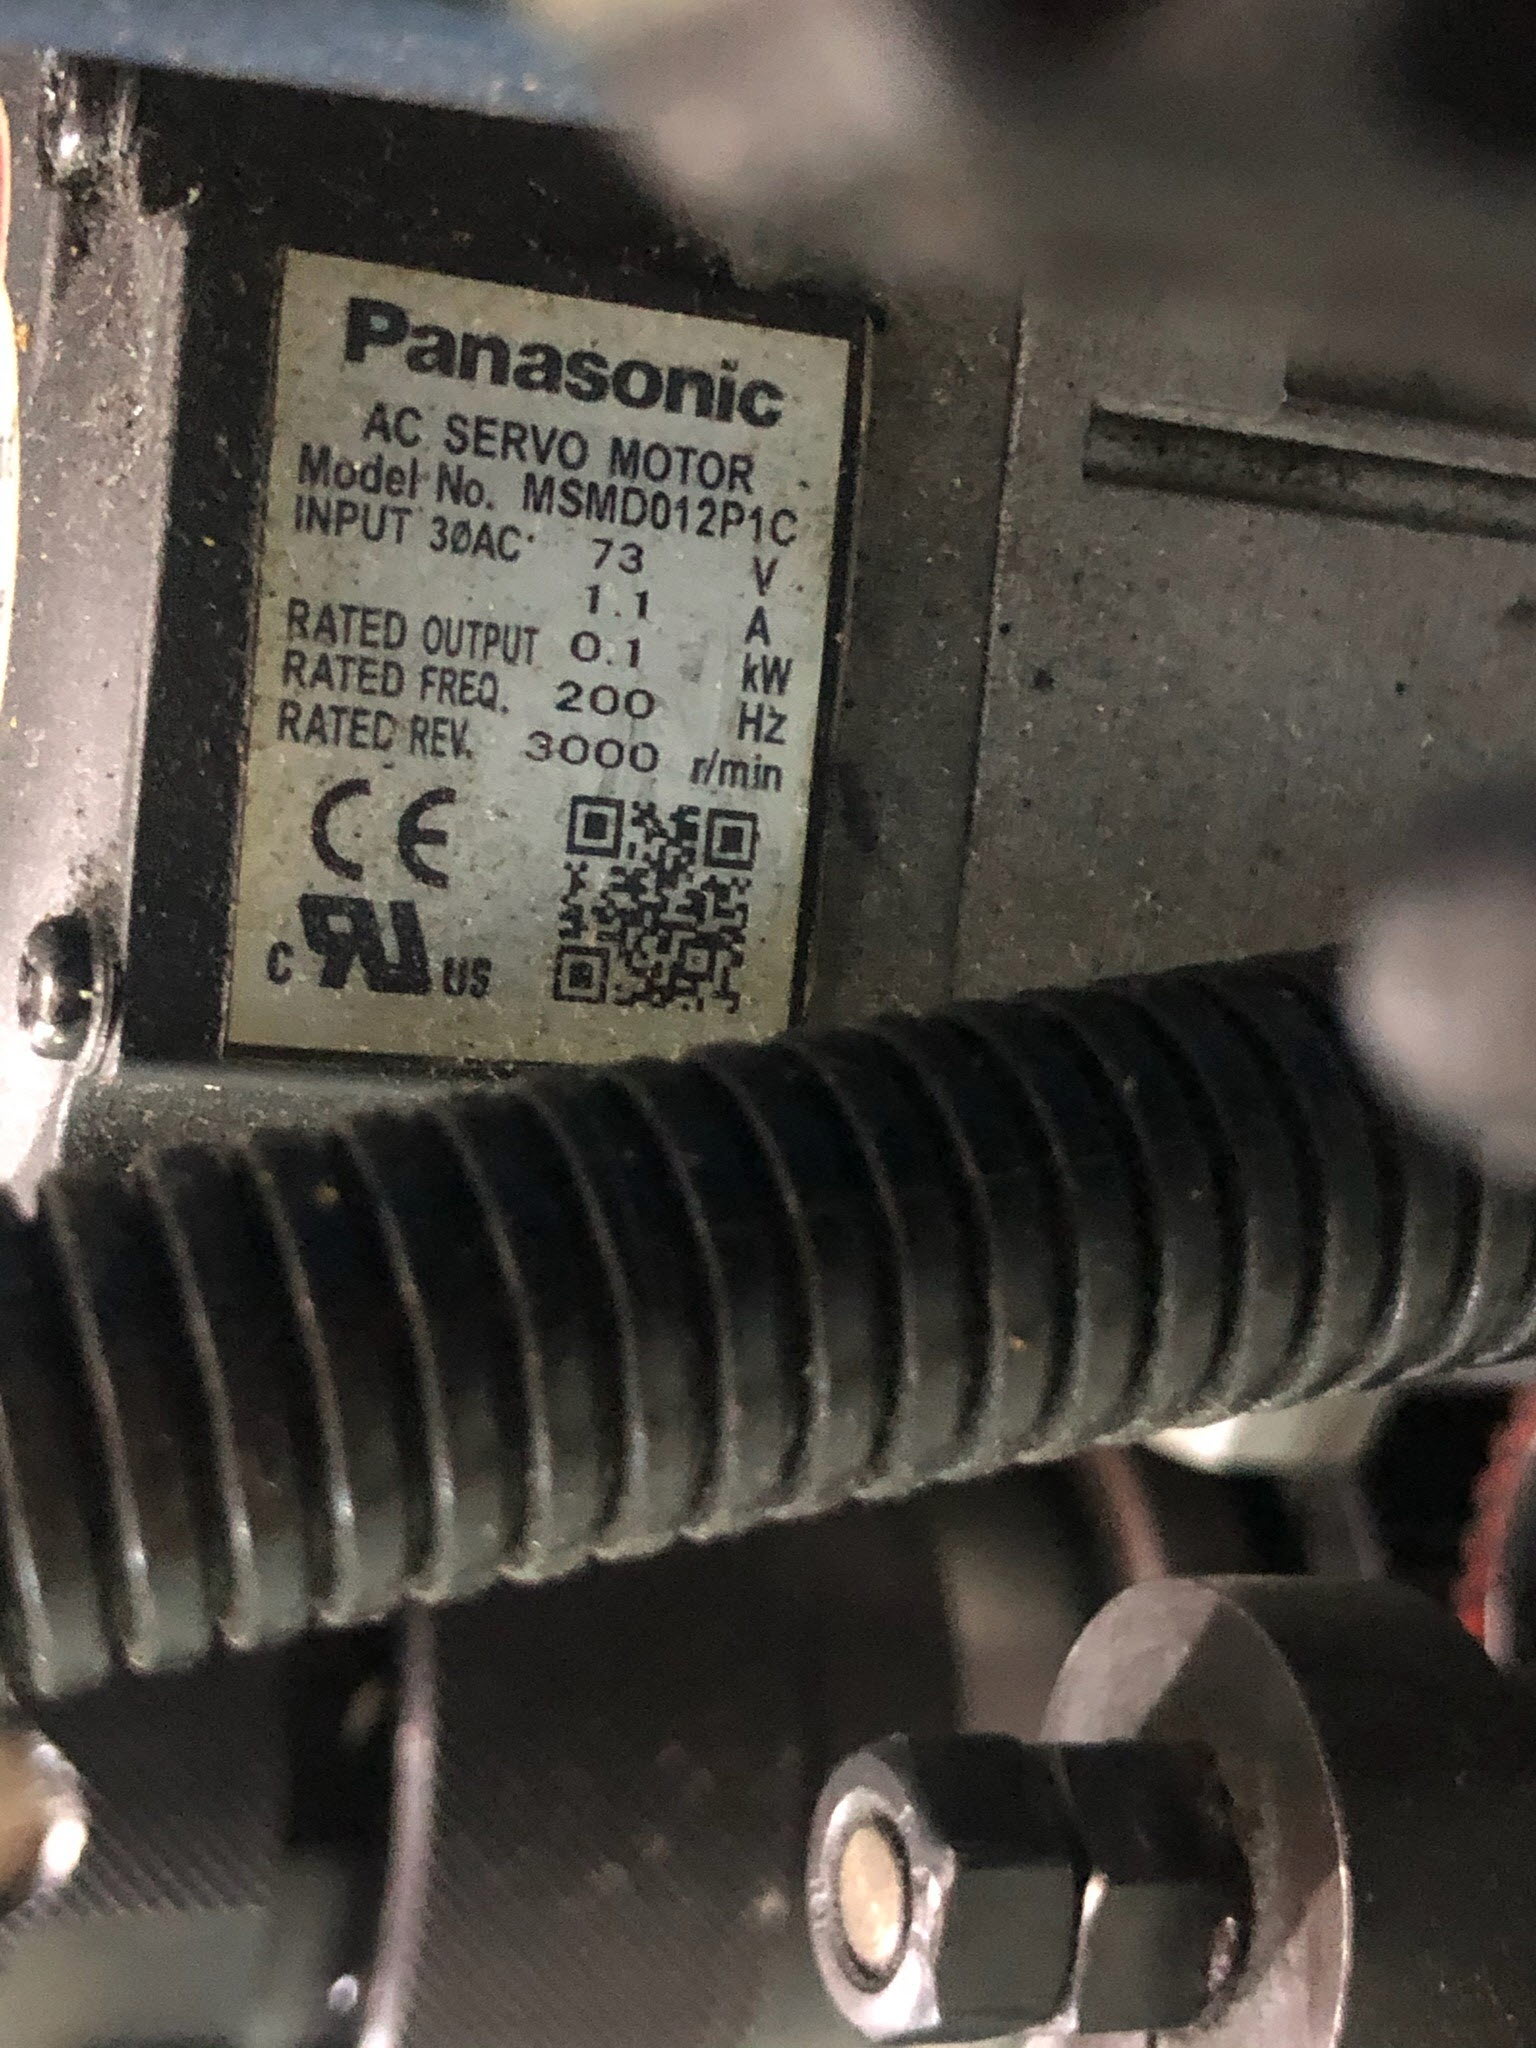 Panasonic
AC SERVO MOTOR
Model No. MSMD012P1C
INPUT 3ØAC 73 V
1.1 A
RATED OUTPUT 0.1 kW
RATED FREQ. 200 Hz
RATED REV. 3000 r/min
CE
C RU US